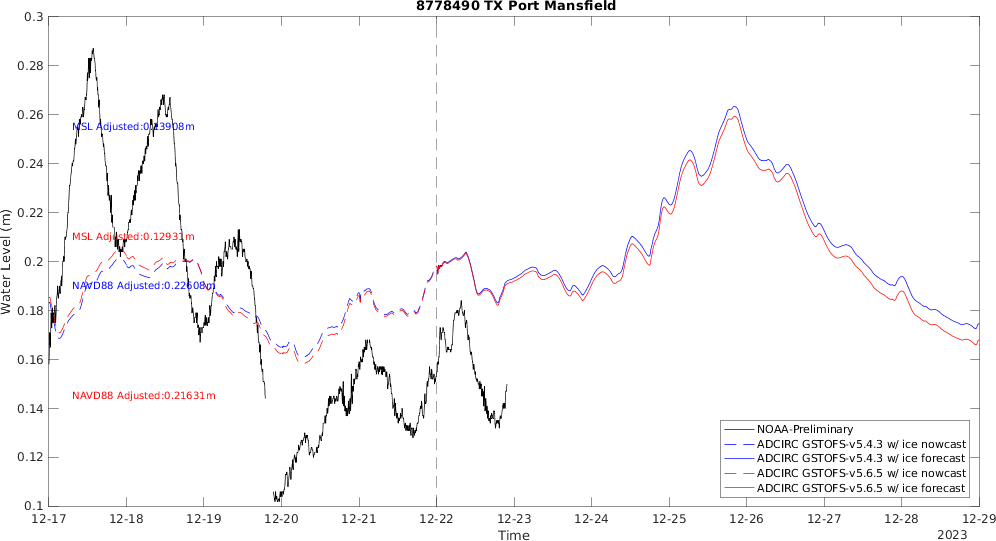 8778490 TX Port Mansfield
0.3
0.28
0.26
0.24
0.22
0.2
0.18
0.16
0.14
0.12
0.1
Water Level (m)
MSL Adjusted:0.13908m
MSL Adjusted:0.12931m
NAVD88 Adjusted:0.22608m
NAVD88 Adjusted:0.21631m
NOAA-Preliminary
ADCIRC GSTOFS-v5.4.3 w/ ice nowcast
ADCIRC GSTOFS-v5.4.3 w/ ice forecast
ADCIRC GSTOFS-v5.6.5 w/ ice nowcast
ADCIRC GSTOFS-v5.6.5 w/ ice forecast
12-17 12-18 12-19 12-20 12-21 12-22 12-23 12-24 12-25 12-26 12-27 12-28 12-29
Time
2023